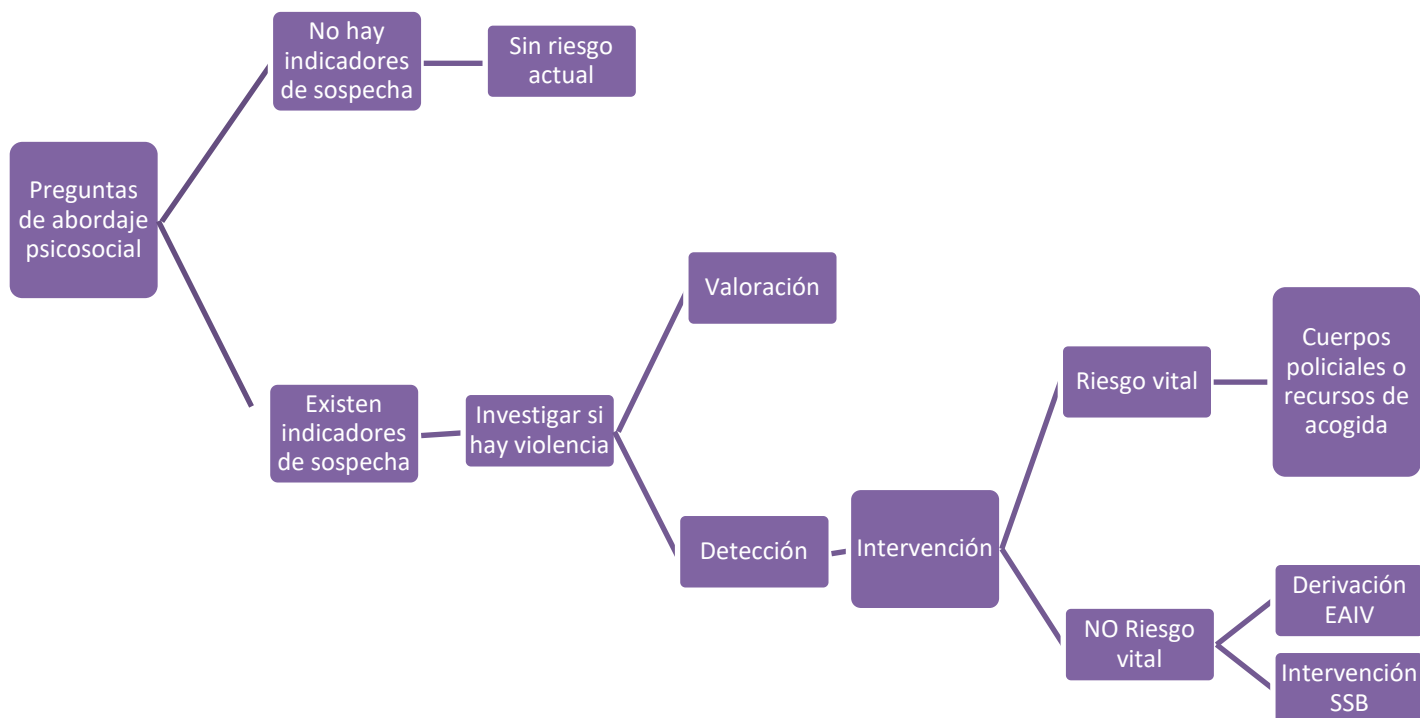 No hay
indicadores
de sospecha
Sin riesgo
actual
Preguntas
de abordaje
psicosocial
Existen
indicadores
de sospecha
Investigar si
hay violencia
Valoración
Detección
Intervención
Riesgo vital
Cuerpos
policiales o
recursos de
acogida
NO Riesgo
vital
Derivación
EAIV
Intervención
SSB